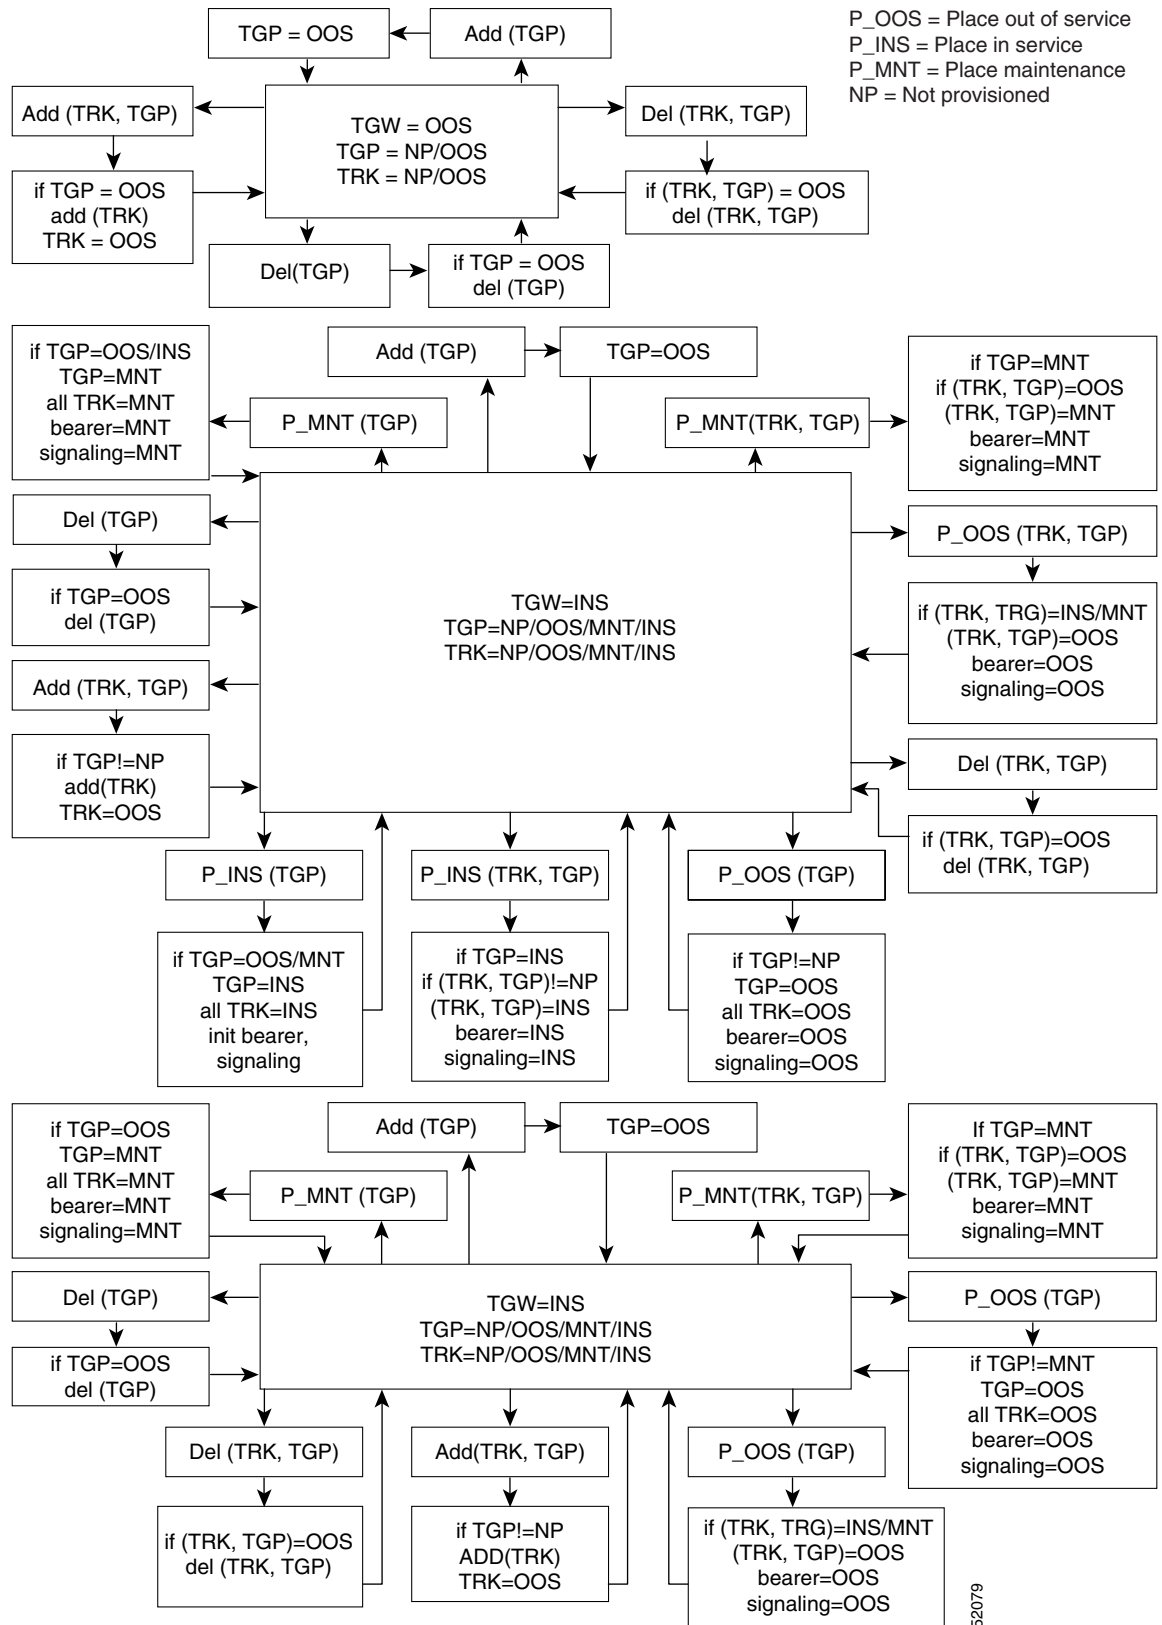 P_OOS = Place out of service
P_INS = Place in service
P_MNT = Place maintenance
NP = Not provisioned
TGP = OOS
Add (TGP)
Add (TRK, TGP)
TGW = OOS
TGP = NP/OOS
TRK = NP/OOS
Del (TRK, TGP)
if TGP = OOS
add (TRK)
TRK = OOS
if (TRK, TGP) = OOS
del (TRK, TGP)
Del(TGP)
if TGP = OOS
del (TGP)
if TGP=OOS/INS
TGP=MNT
all TRK=MNT
bearer=MNT
signaling=MNT
Add (TGP)
TGP=OOS
P_MNT (TGP)
P_MNT(TRK, TGP)
if TGP=MNT
if (TRK, TGP)=OOS
(TRK, TGP)=MNT
bearer=MNT
signaling=MNT
Del (TGP)
if TGP=OOS
del (TGP)
Add (TRK, TGP)
if TGP!=NP
add(TRK)
TRK=OOS
TGW=INS
TGP=NP/OOS/MNT/INS
TRK=NP/OOS/MNT/INS
P_OOS (TRK, TGP)
if (TRK, TRG)=INS/MNT
(TRK, TGP)=OOS
bearer=OOS
signaling=OOS
Del (TRK, TGP)
if (TRK, TGP)=OOS
del (TRK, TGP)
P_INS (TGP)
if TGP=OOS/MNT
TGP=INS
all TRK=INS
init bearer,
signaling
P_INS (TRK, TGP)
if TGP=INS
if (TRK, TGP)!=NP
(TRK, TGP)=INS
bearer=INS
signaling=INS
P_OOS (TGP)
if TGP!=NP
TGP=OOS
all TRK=OOS
bearer=OOS
signaling=OOS
if TGP=OOS
TGP=MNT
all TRK=MNT
bearer=MNT
signaling=MNT
Add (TGP)
TGP=OOS
P_MNT (TGP)
P_MNT(TRK, TGP)
If TGP=MNT
if (TRK, TGP)=OOS
(TRK, TGP)=MNT
bearer=MNT
signaling=MNT
Del (TGP)
if TGP=OOS
del (TGP)
TGW=INS
TGP=NP/OOS/MNT/INS
TRK=NP/OOS/MNT/INS
P_OOS (TGP)
if TGP!=MNT
TGP=OOS
all TRK=OOS
bearer=OOS
signaling=OOS
Del (TRK, TGP)
if (TRK, TGP)=OOS
del (TRK, TGP)
Add(TRK, TGP)
if TGP!=NP
ADD(TRK)
TRK=OOS
P_OOS (TGP)
if (TRK, TRG)=INS/MNT
(TRK, TGP)=OOS
bearer=OOS
signaling=OOS
52079